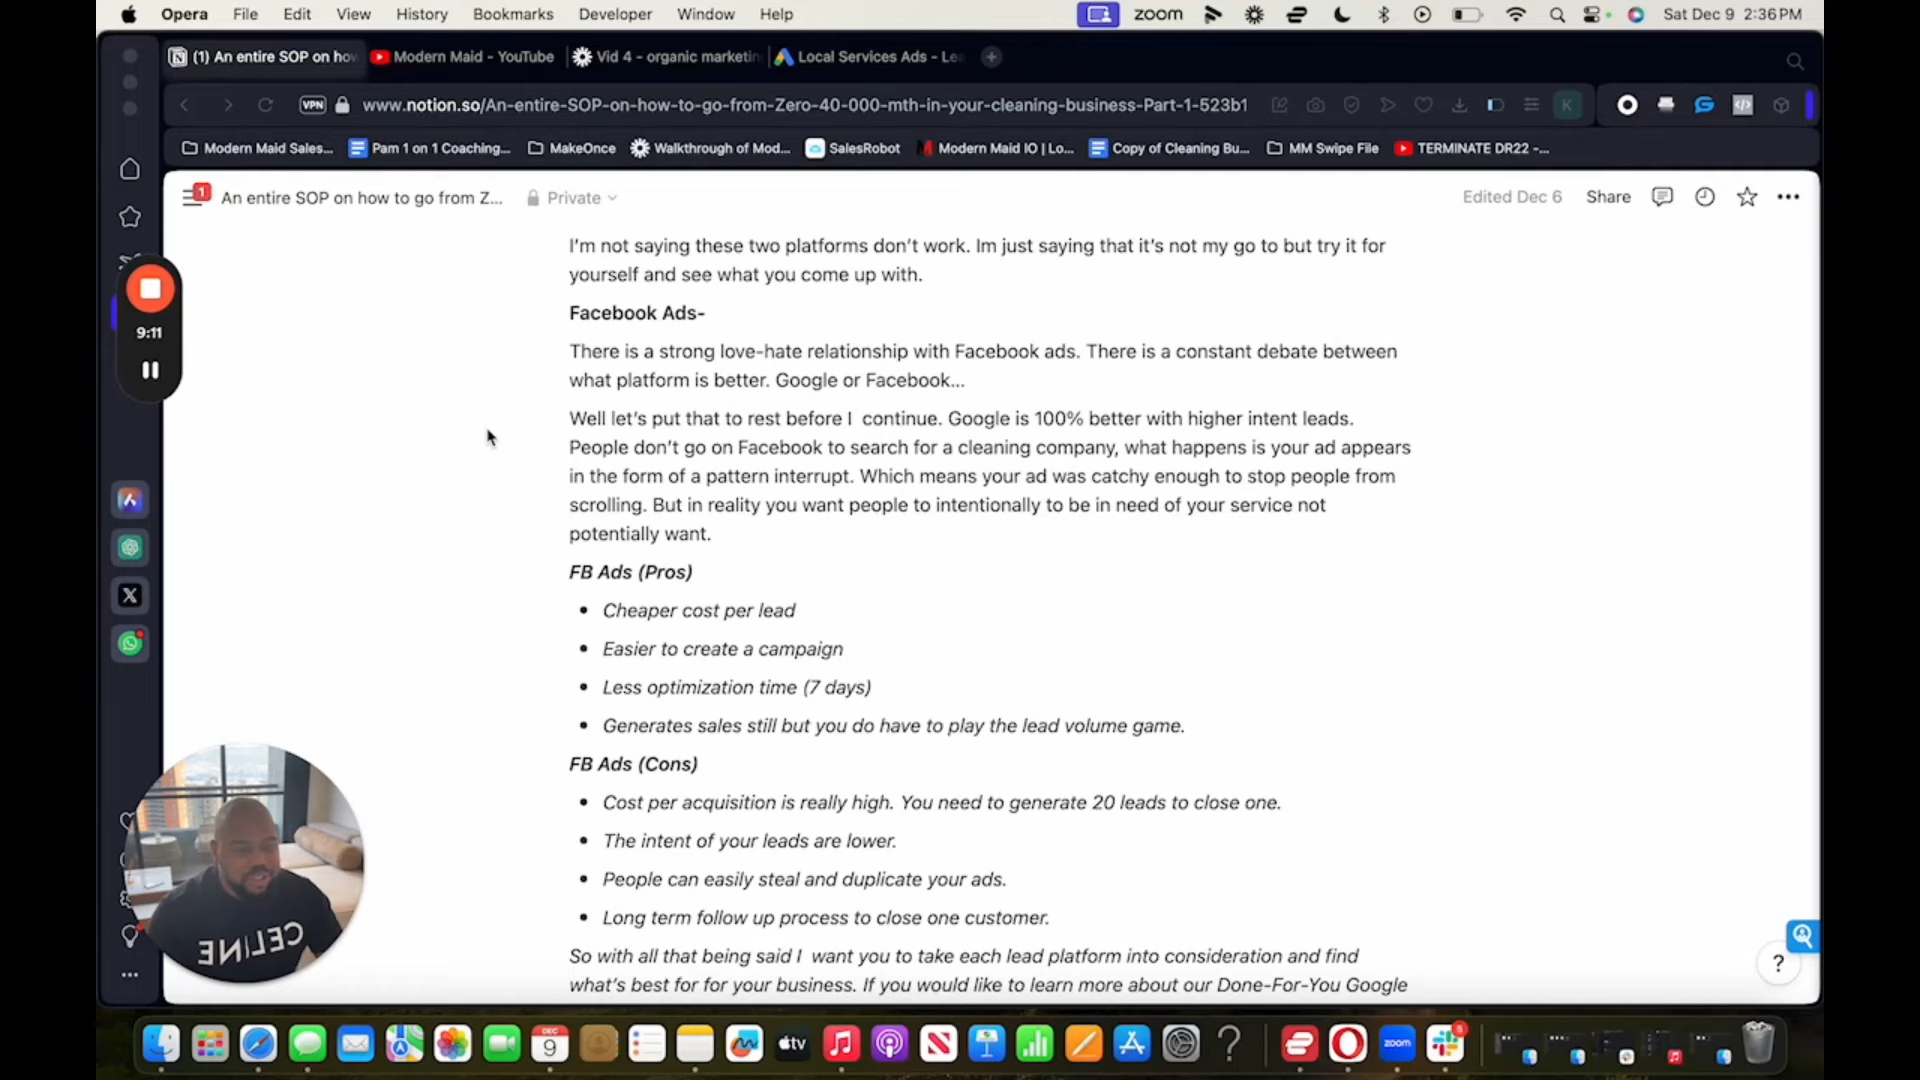 Opera File Edit View History Bookmarks Developer Window Help zoom Sat Dec 9 2:36 PM
(1) An entire SOP on how Modern Maid - YouTube Vid 4 - organic marketin Local Services Ads - Le
VPN www.notion.so/An-entire-SOP-on-how-to-go-from-Zero-40-000-mth-in-your-cleaning-business-Part-1-523b1 K
Modern Maid Sales... Pam 1 on 1 Coaching... MakeOnce Walkthrough of Mod... SalesRobot Modern Maid IO | Lo... Copy of Cleaning Bu... MM Swipe File TERMINATE DR22 -...
1 An entire SOP on how to go from Z... Private Edited Dec 6 Share
I'm not saying these two platforms don't work. Im just saying that it's not my go to but try it for
yourself and see what you come up with.
Facebook Ads-
There is a strong love-hate relationship with Facebook ads. There is a constant debate between
what platform is better. Google or Facebook...
Well let's put that to rest before I continue. Google is 100% better with higher intent leads.
People don't go on Facebook to search for a cleaning company, what happens is your ad appears
in the form of a pattern interrupt. Which means your ad was catchy enough to stop people from
scrolling. But in reality you want people to intentionally to be in need of your service not
potentially want.
FB Ads (Pros)
• Cheaper cost per lead
• Easier to create a campaign
• Less optimization time (7 days)
• Generates sales still but you do have to play the lead volume game.
FB Ads (Cons)
• Cost per acquisition is really high. You need to generate 20 leads to close one.
• The intent of your leads are lower.
• People can easily steal and duplicate your ads.
• Long term follow up process to close one customer.
So with all that being said I want you to take each lead platform into consideration and find
what's best for for your business. If you would like to learn more about our Done-For-You Google
9:11
CELINE
?
DEC
9
tv
zoom
5